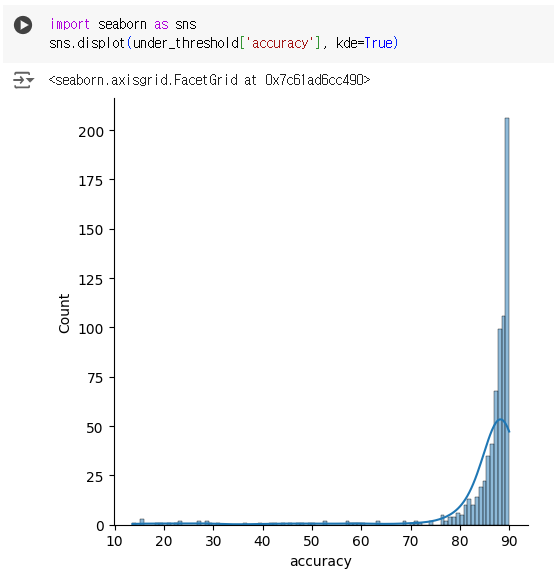 import seaborn as sns
sns.displot(under_threshold['accuracy'], kde=True)
<seaborn.axisgrid.FacetGrid at 0x7c61ad6cc490>
200
175
150
125
100
75
50
25
0
Count
10 20 30 40 50 60 70 80 90
accuracy